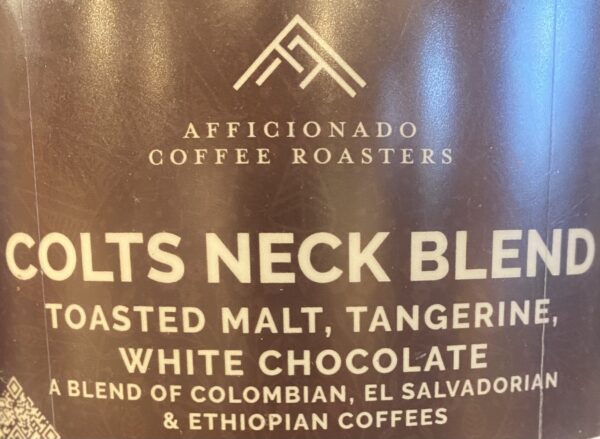 AFFICIONADO
COFFEE ROASTERS
COLTS NECK BLEND
TOASTED MALT, TANGERINE,
WHITE CHOCOLATE
A BLEND OF COLOMBIAN, EL SALVADORIAN
& ETHIOPIAN COFFEES